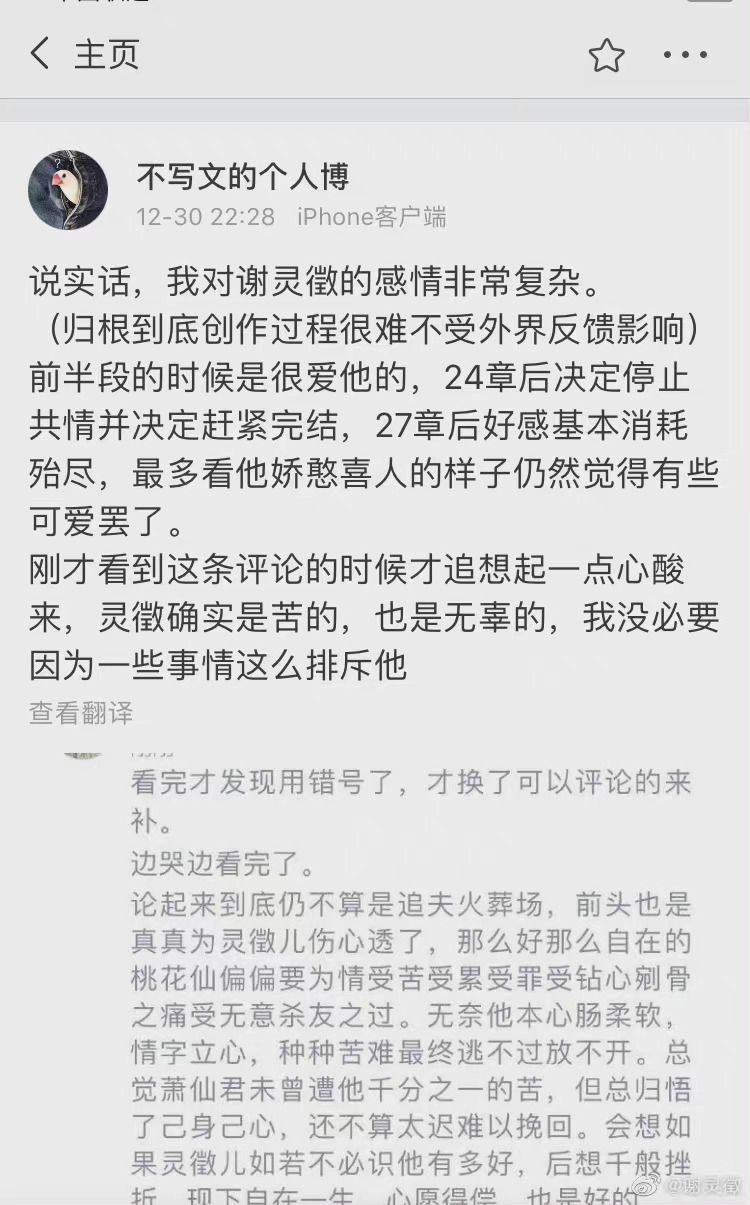 主页
不写文的个人博
12-30 22:28 iPhone客户端
说实话，我对谢灵徵的感情非常复杂。
（归根到底创作过程很难不受外界反馈影响）
前半段的时候是很爱他的，24章后决定停止
共情并决定赶紧完结，27章后好感基本消耗
殆尽，最多看他娇憨喜人的样子仍然觉得有些
可爱罢了。
刚才看到这条评论的时候才追想起一点心酸
来，灵徵确实是苦的，也是无辜的，我没必要
因为一些事情这么排斥他
查看翻译
看完才发现用错号了，才换了可以评论的来
补。
边哭边看完了。
论起来到底仍不算是追夫火葬场，前头也是
真真为灵徵儿伤心透了，那么好那么自在的
桃花仙偏偏要为情受苦受累受罪受钻心剜骨
之痛受无意杀友之过。无奈他本心肠柔软，
情字立心，种种苦难最终逃不过放不开。总
觉萧仙君未曾遭他千分之一的苦，但总归悟
了己身己心，还不算太迟难以挽回。会想如
果灵徵儿如若不必识他有多好，后想千般挫
折，现下自在一生，心愿得偿，也是好的
@谢灵徵